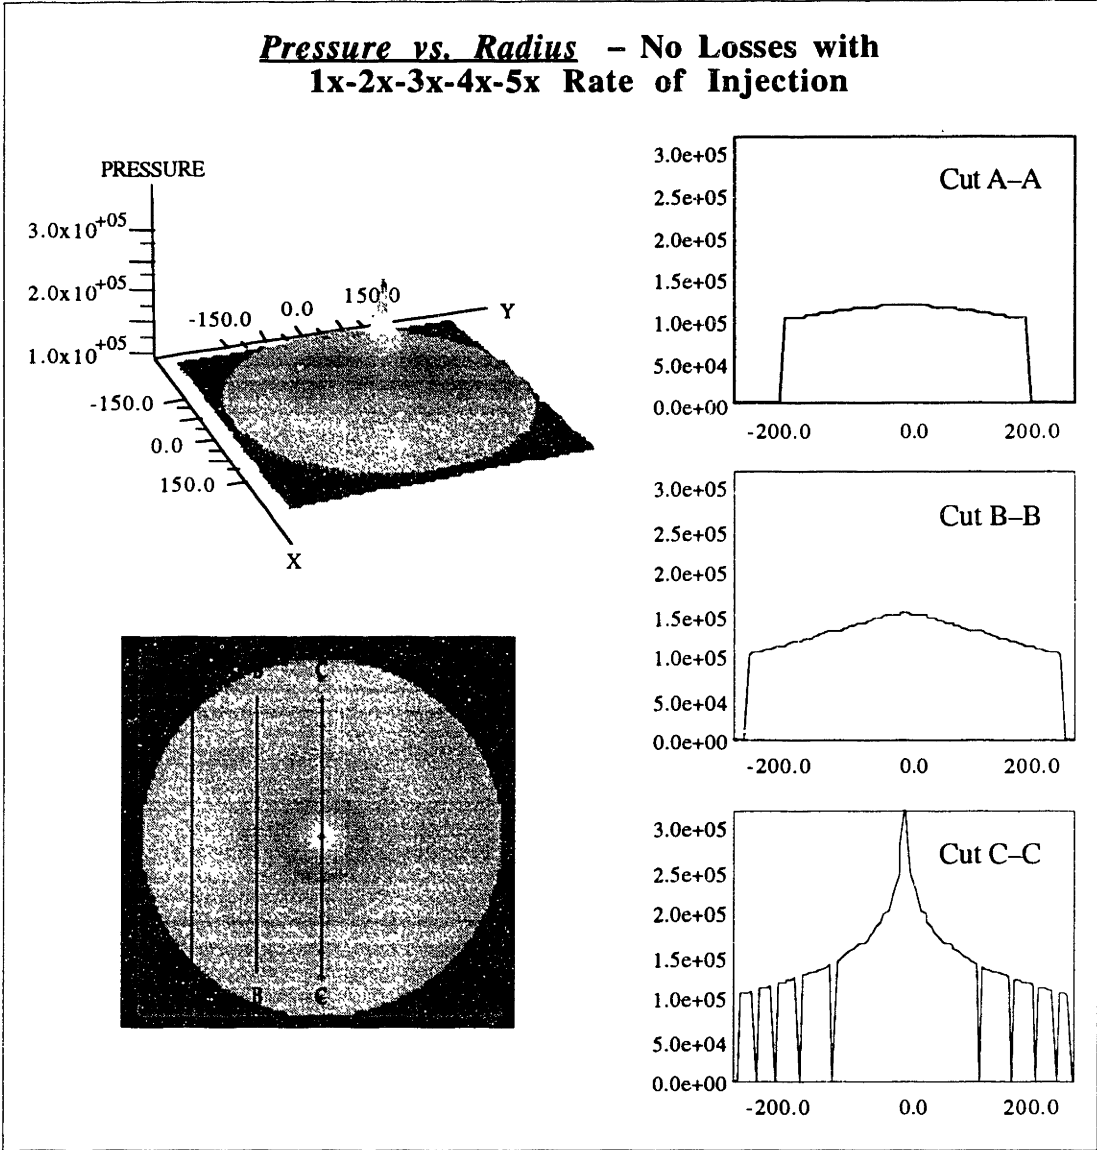 Pressure vs. Radius – No Losses with
1x-2x-3x-4x-5x Rate of Injection
PRESSURE
3.0x10+05
2.0x10+05
1.0x10+05
-150.0 0.0 150.0 Y
-150.0
0.0
150.0
X
Cut A–A
3.0e+05
2.5e+05
2.0e+05
1.5e+05
1.0e+05
5.0e+04
0.0e+00
-200.0 0.0 200.0
Cut B–B
3.0e+05
2.5e+05
2.0e+05
1.5e+05
1.0e+05
5.0e+04
0.0e+00
-200.0 0.0 200.0
B C
B C
Cut C–C
3.0e+05
2.5e+05
2.0e+05
1.5e+05
1.0e+05
5.0e+04
0.0e+00
-200.0 0.0 200.0